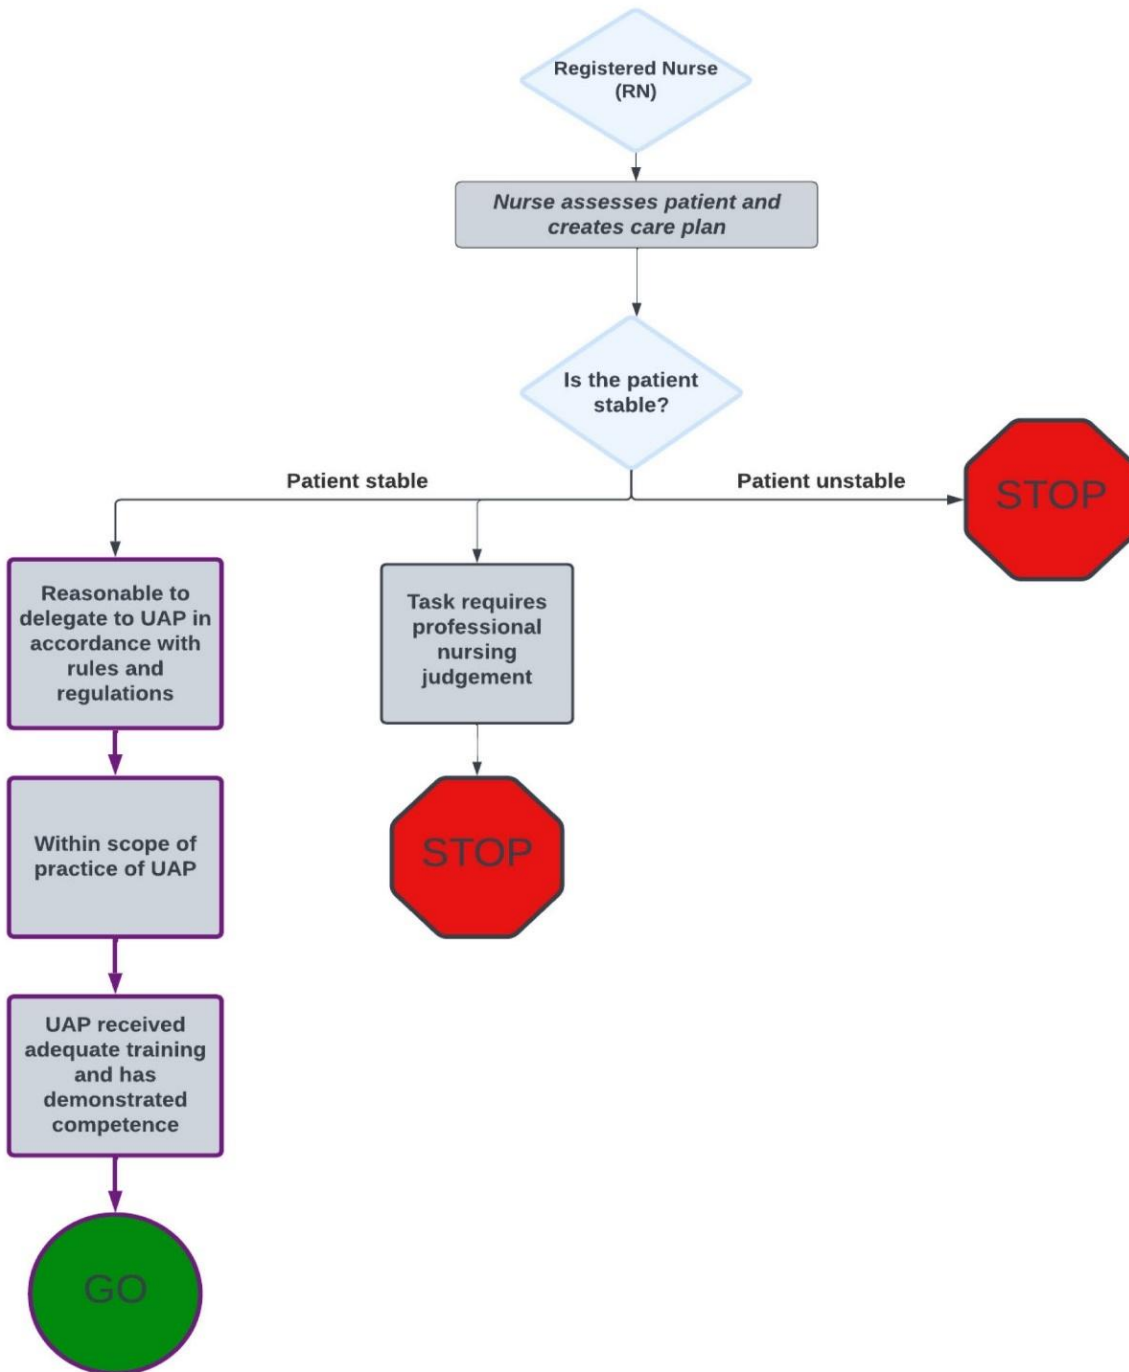 Registered Nurse
(RN)
Nurse assesses patient and
creates care plan
Is the patient
stable?
Patient stable
Patient unstable
STOP
Reasonable to
delegate to UAP in
accordance with
rules and
regulations
Task requires
professional
nursing
judgement
Within scope of
practice of UAP
STOP
UAP received
adequate training
and has
demonstrated
competence
GO